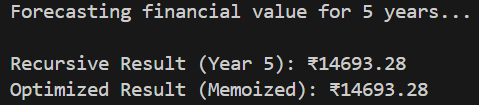 Forecasting financial value for 5 years...
Recursive Result (Year 5): ₹14693.28
Optimized Result (Memoized): ₹14693.28